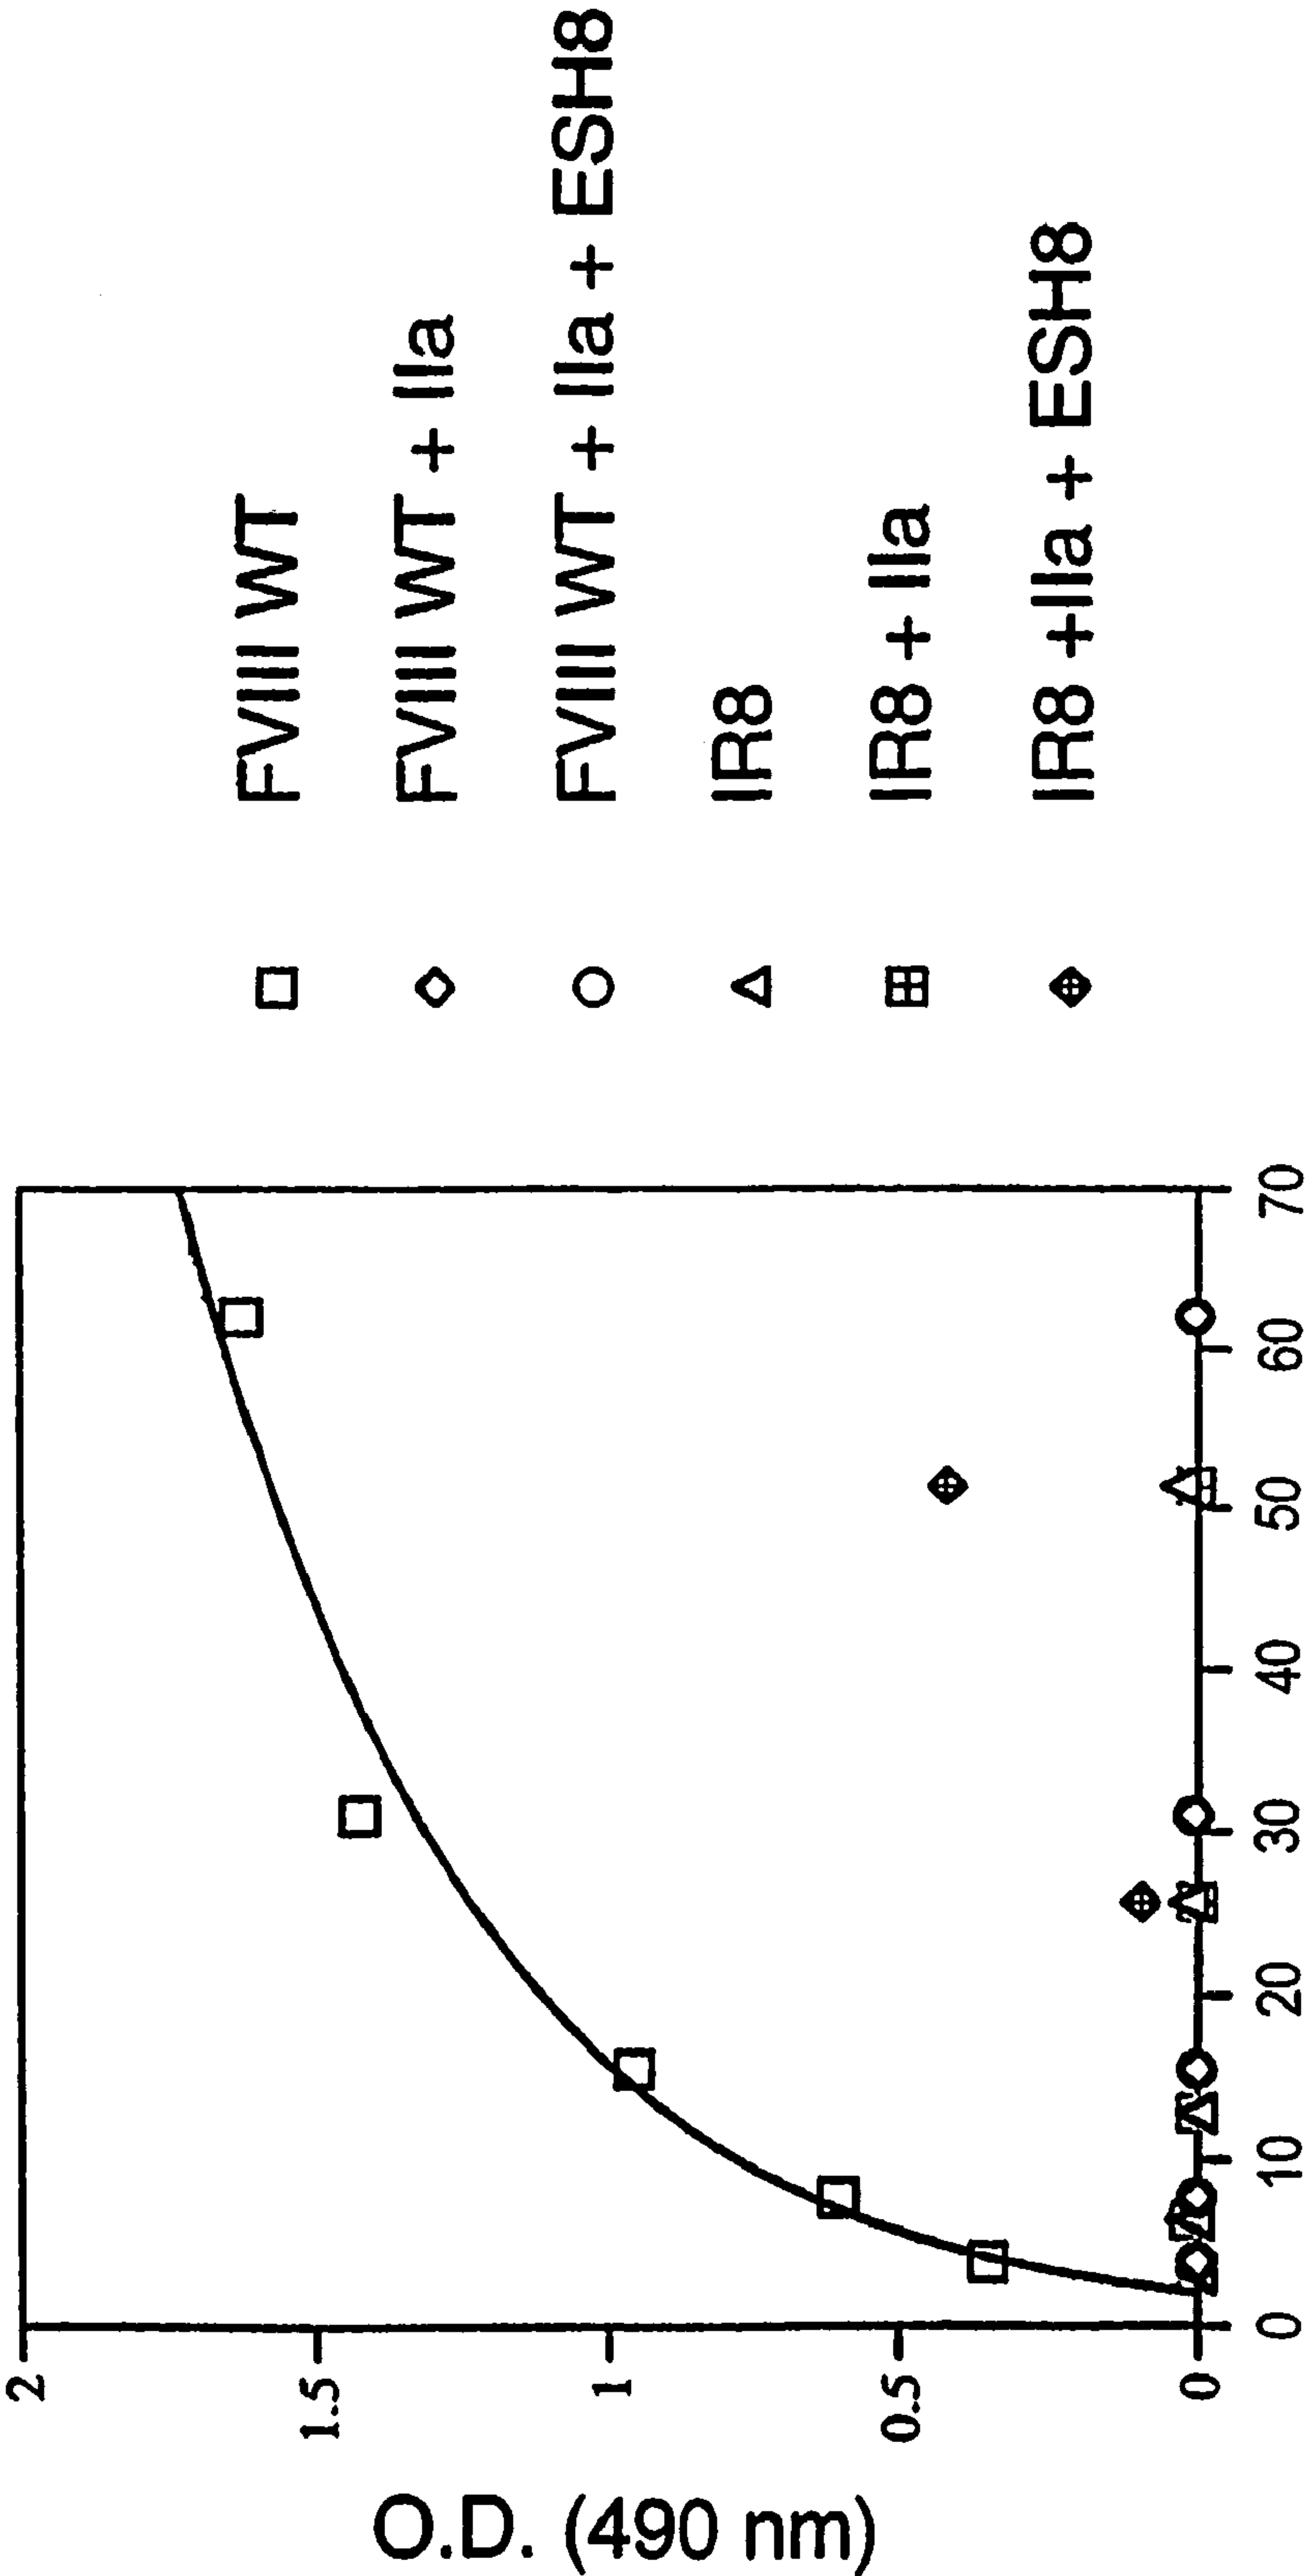 O.D. (490 nm)
2
1.5
1
0.5
0
0
10
20
30
40
50
60
70
FVIII WT
FVIII WT + IIa
FVIII WT + IIa + ESH8
IR8
IR8 + IIa
IR8 +IIa + ESH8